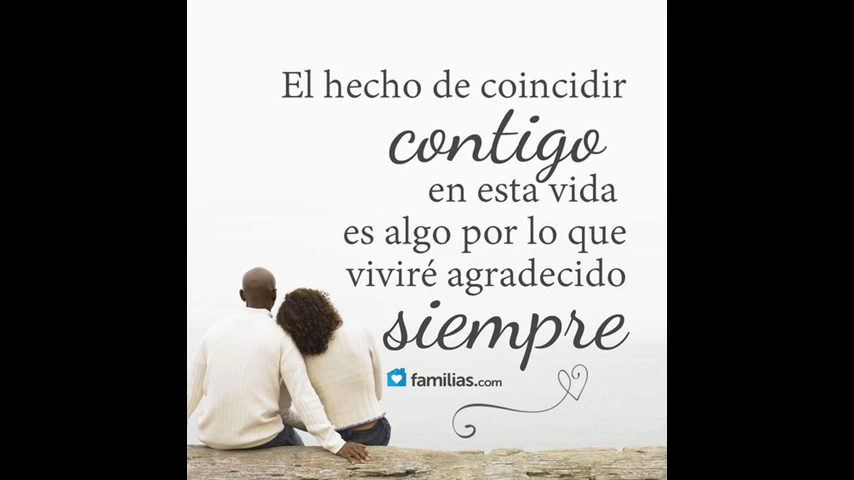 El hecho de coincidir
contigo
en esta vida
es algo por lo que
viviré agradecido
siempre
familias.com